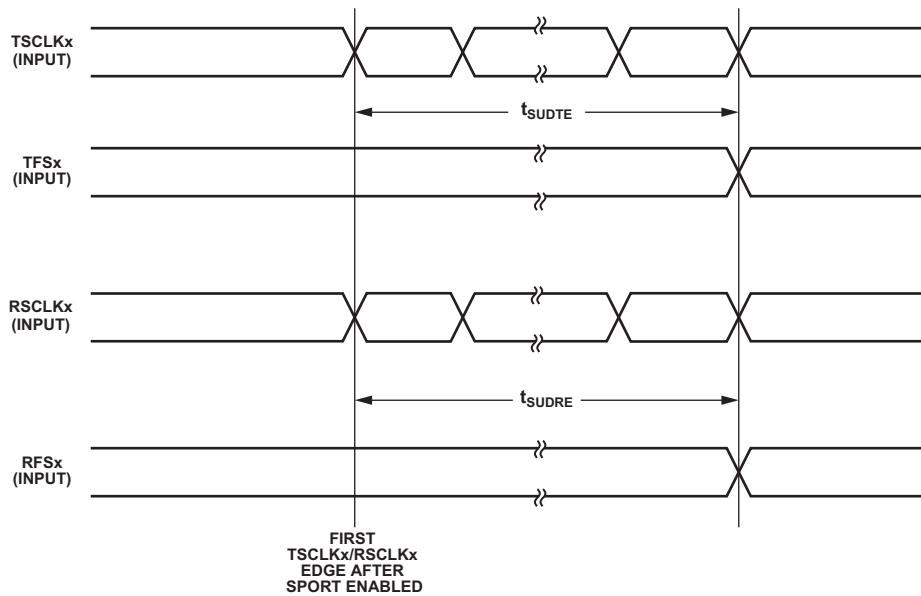 TSCLKx
(INPUT)
tSUDTE
TFSx
(INPUT)
RSCLKx
(INPUT)
tSUDRE
RFSx
(INPUT)
FIRST
TSCLKx/RSCLKx
EDGE AFTER
SPORT ENABLED